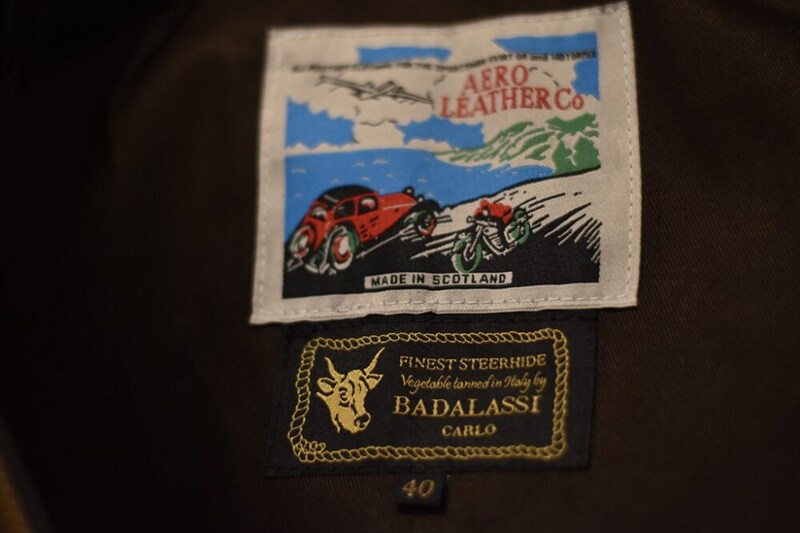 AERO
LEATHER Co
MADE IN SCOTLAND
FINEST STEERHIDE
Vegetable tanned in Italy by
BADALASSI
CARLO
40